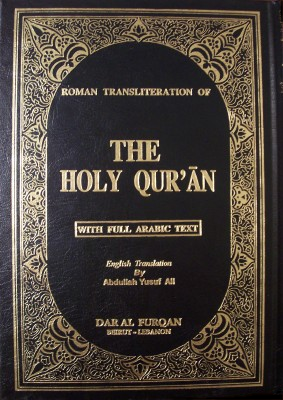 ROMAN TRANSLITERATION OF
THE
HOLY QUR'ĀN
WITH FULL ARABIC TEXT
English Translation
By
Abdullah Yusuf Ali
DAR AL FURQAN
BEIRUT - LEBANON